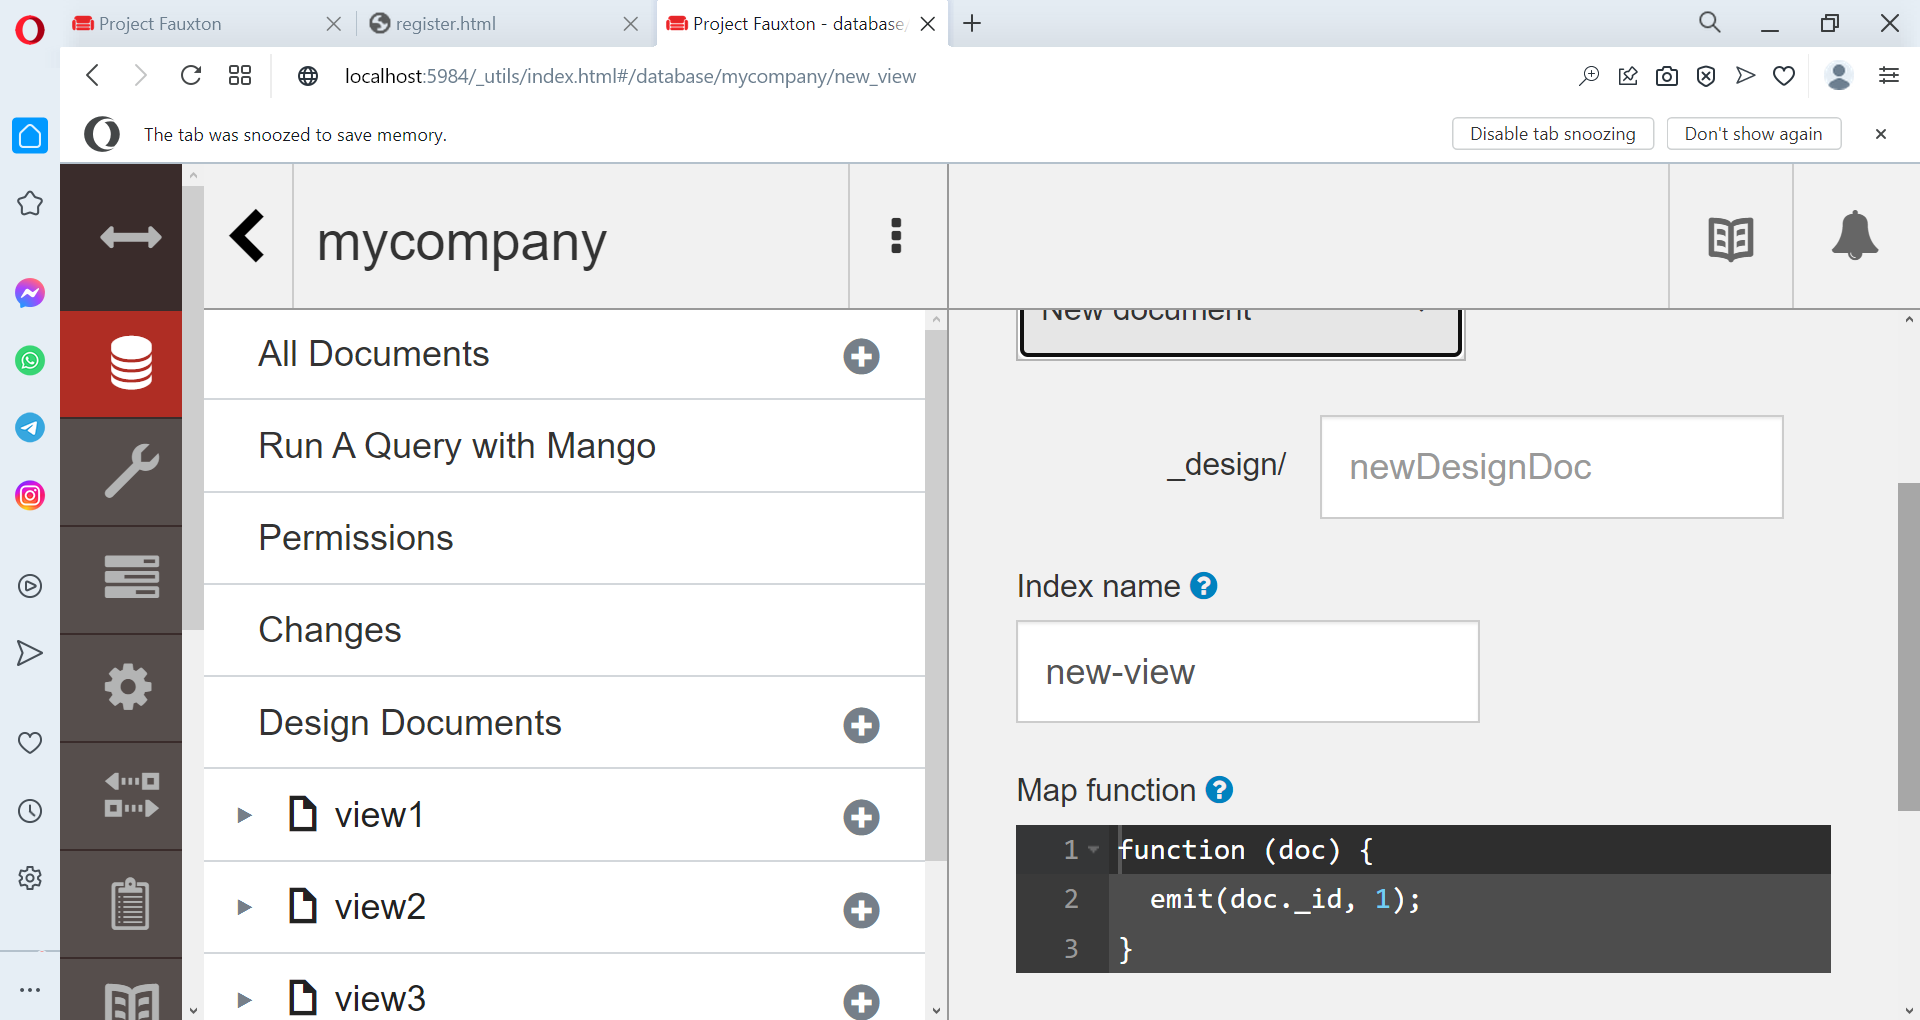 Project Fauxton
register.html
Project Fauxton - database/
localhost:5984/_utils/index.html#/database/mycompany/new_view
The tab was snoozed to save memory.
Disable tab snoozing
Don't show again
mycompany
All Documents
Run A Query with Mango
Permissions
Changes
Design Documents
view1
view2
view3
New document
_design/
newDesignDoc
Index name
new-view
Map function
1 function (doc) {
2 emit(doc._id, 1);
3 }